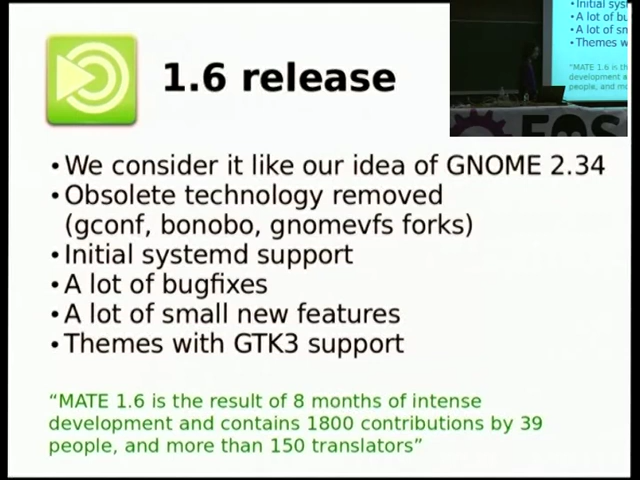 1.6 release
• We consider it like our idea of GNOME 2.34
• Obsolete technology removed
(gconf, bonobo, gnomevfs forks)
• Initial systemd support
• A lot of bugfixes
• A lot of small new features
• Themes with GTK3 support
“MATE 1.6 is the result of 8 months of intense
development and contains 1800 contributions by 39
people, and more than 150 translators”
• Initial sys
• A lot of bu
• A lot of sm
• Themes w
“MATE 1.6 is th
development a
people, and mo